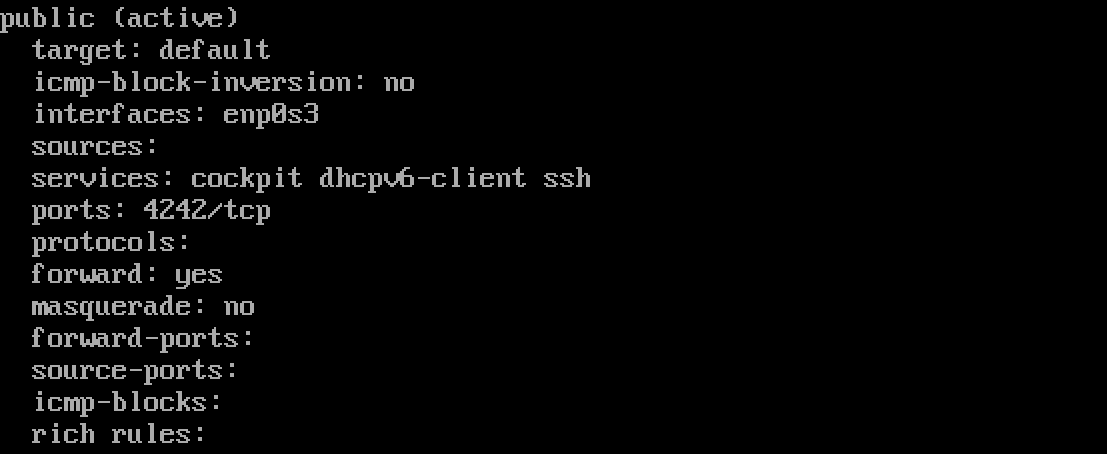 public (active)
  target: default
  icmp-block-inversion: no
  interfaces: enp0s3
  sources:
  services: cockpit dhcpv6-client ssh
  ports: 4242/tcp
  protocols:
  forward: yes
  masquerade: no
  forward-ports:
  source-ports:
  icmp-blocks:
  rich rules: